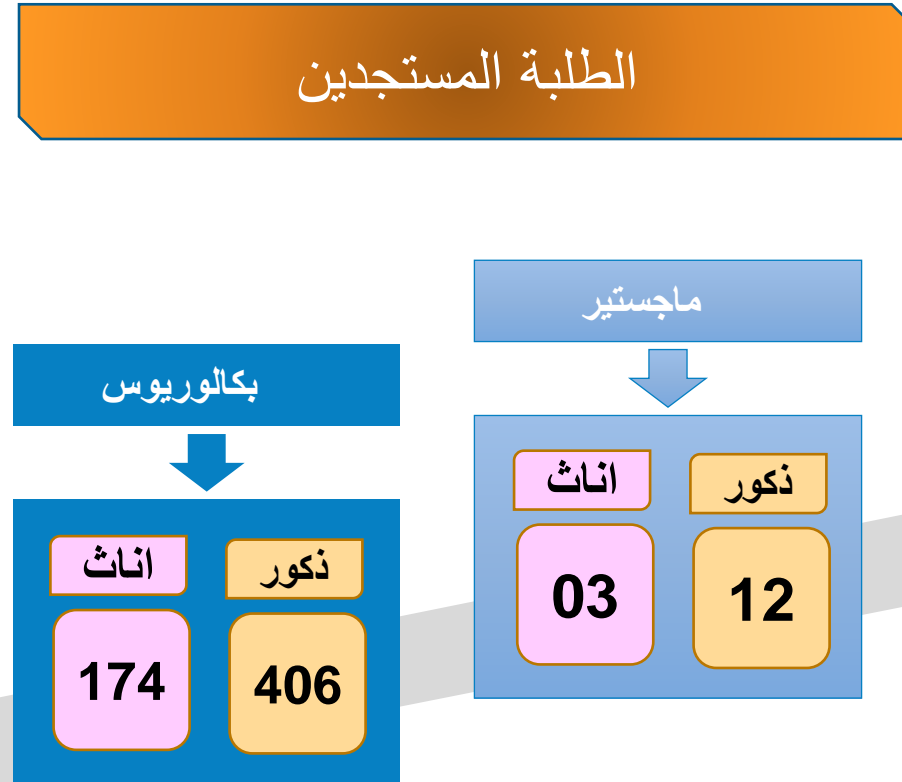 الطلبة المستجدين
ماجستير
ذكور
اناث
12
03
بكالوريوس
ذكور
اناث
406
174